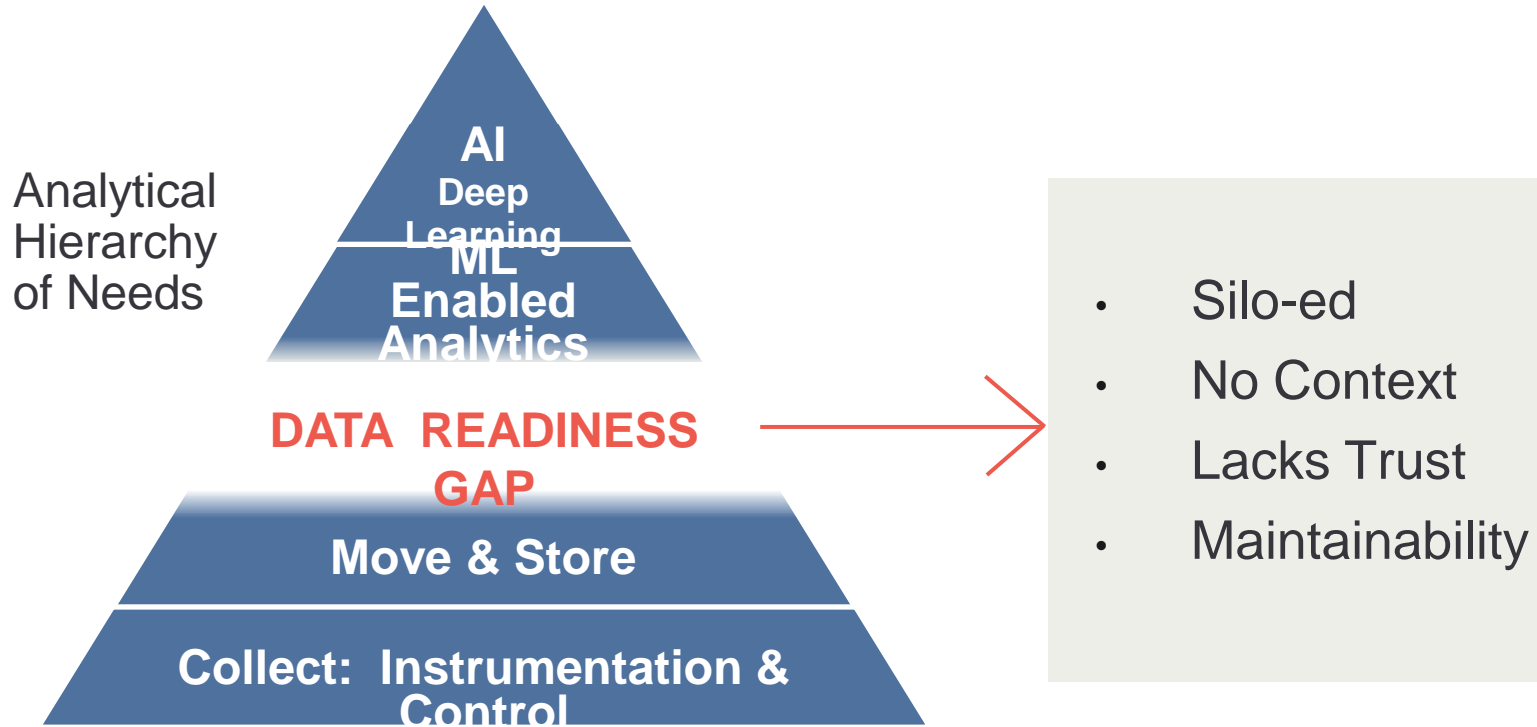 Analytical
Hierarchy
of Needs
AI
Deep
Learning
ML
Enabled
Analytics
DATA READINESS
GAP
Move & Store
Collect: Instrumentation &
Control
• Silo-ed
• No Context
• Lacks Trust
• Maintainability